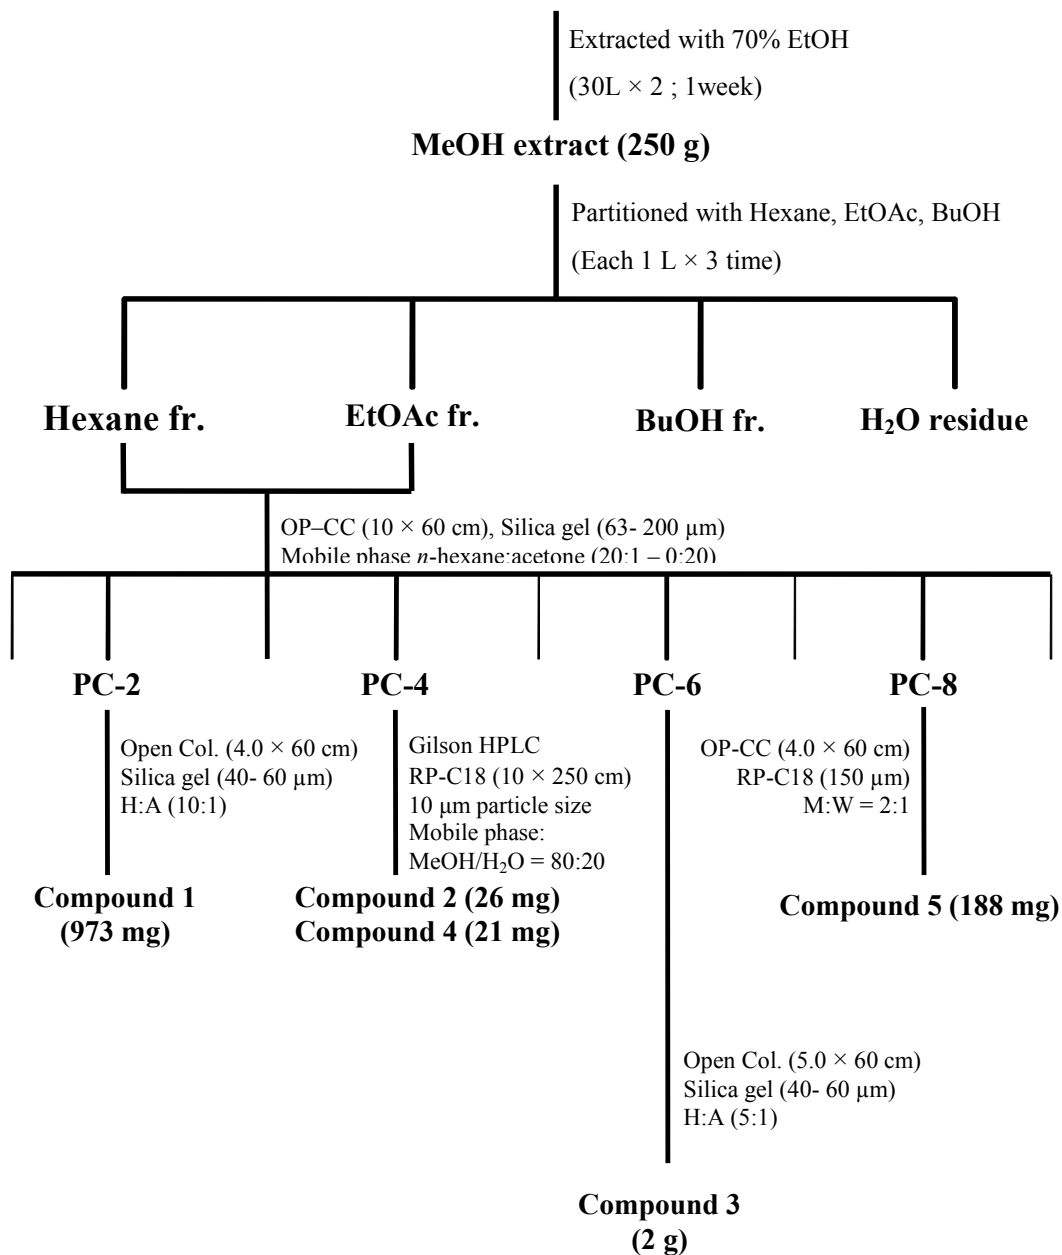 Extracted with 70% EtOH
(30L × 2 ; 1week)
MeOH extract (250 g)
Partitioned with Hexane, EtOAc, BuOH
(Each 1 L × 3 time)
Hexane fr.
EtOAc fr.
BuOH fr.
H₂O residue
OP–CC (10 × 60 cm), Silica gel (63- 200 µm)
Mobile phase n-hexane:acetone (20:1 – 0:20)
PC-2
PC-4
PC-6
PC-8
Open Col. (4.0 × 60 cm)
Silica gel (40- 60 µm)
H:A (10:1)
Gilson HPLC
RP-C18 (10 × 250 cm)
10 µm particle size
Mobile phase:
MeOH/H₂O = 80:20
OP-CC (4.0 × 60 cm)
RP-C18 (150 µm)
M:W = 2:1
Compound 1
(973 mg)
Compound 2 (26 mg)
Compound 4 (21 mg)
Compound 5 (188 mg)
Open Col. (5.0 × 60 cm)
Silica gel (40- 60 µm)
H:A (5:1)
Compound 3
(2 g)